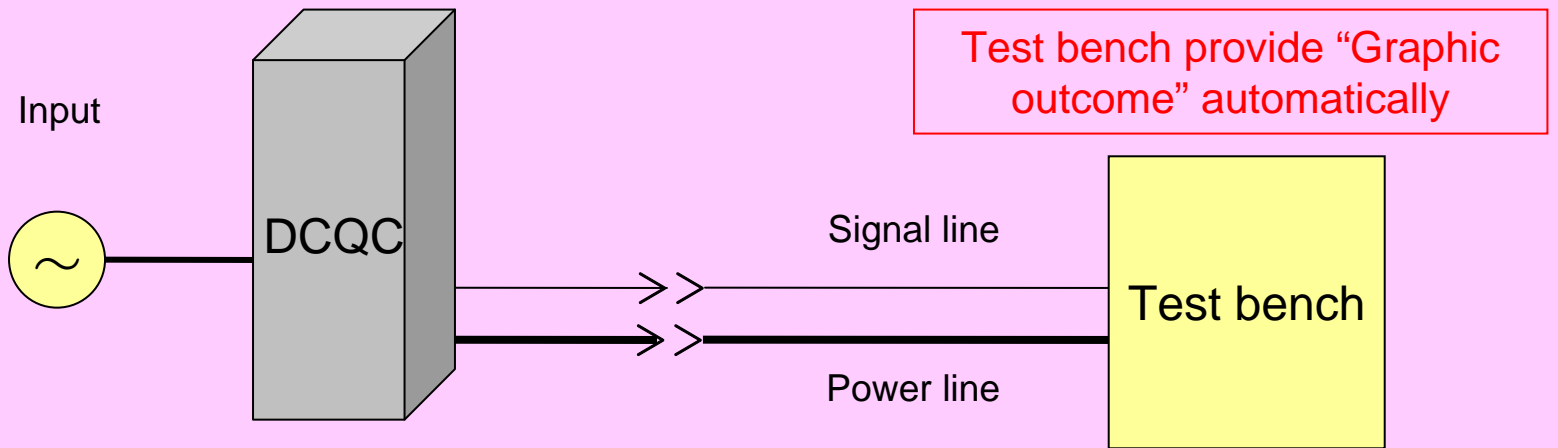 Test bench provide “Graphic
outcome” automatically
Input
DCQC
Signal line
Test bench
Power line